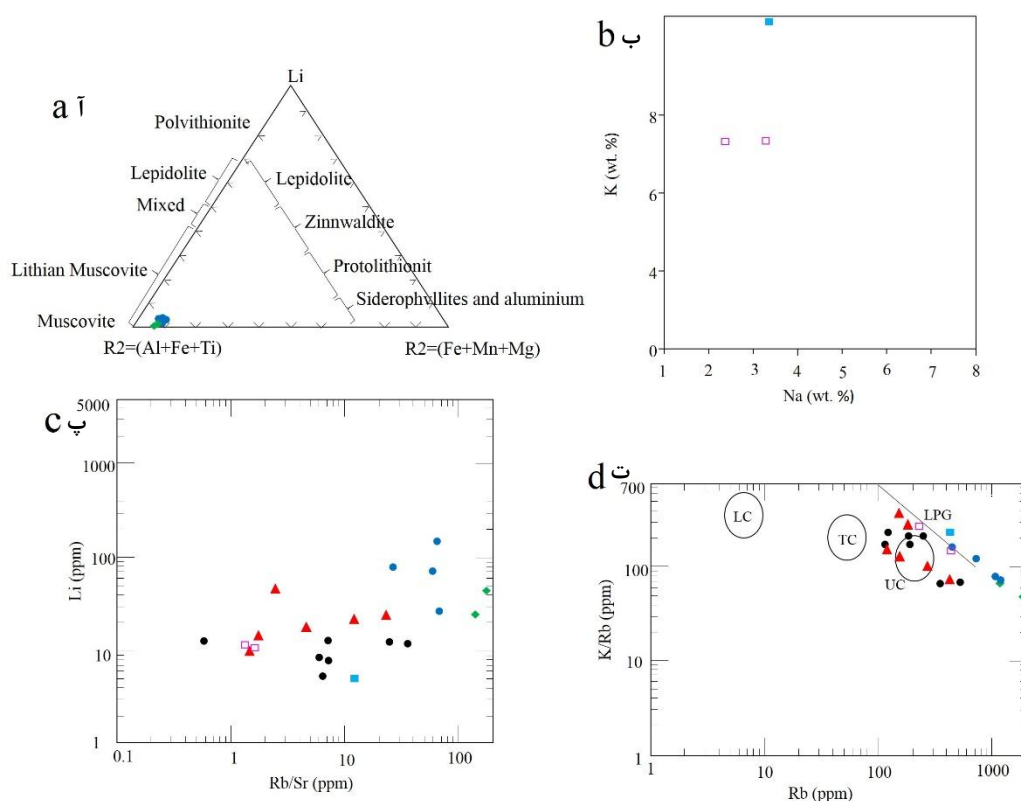 a آ
Li
Polvithionite
Lepidolite
Lepidolite
Mixed
Zinnwaldite
Lithian Muscovite
Protolithionit
Siderophyllites and aluminium
Muscovite
R2=(Al+Fe+Ti)
R2=(Fe+Mn+Mg)
b ب
K (wt. %)
8
6
4
0
1 2 3 4 5 6 7 8
Na (wt. %)
c پ
Li (ppm)
5000
1000
100
10
1
0.1 1 10 100
Rb/Sr (ppm)
d ت
K/Rb (ppm)
700
100
10
1
LC
TC
LPG
UC
1 10 100 1000
Rb (ppm)